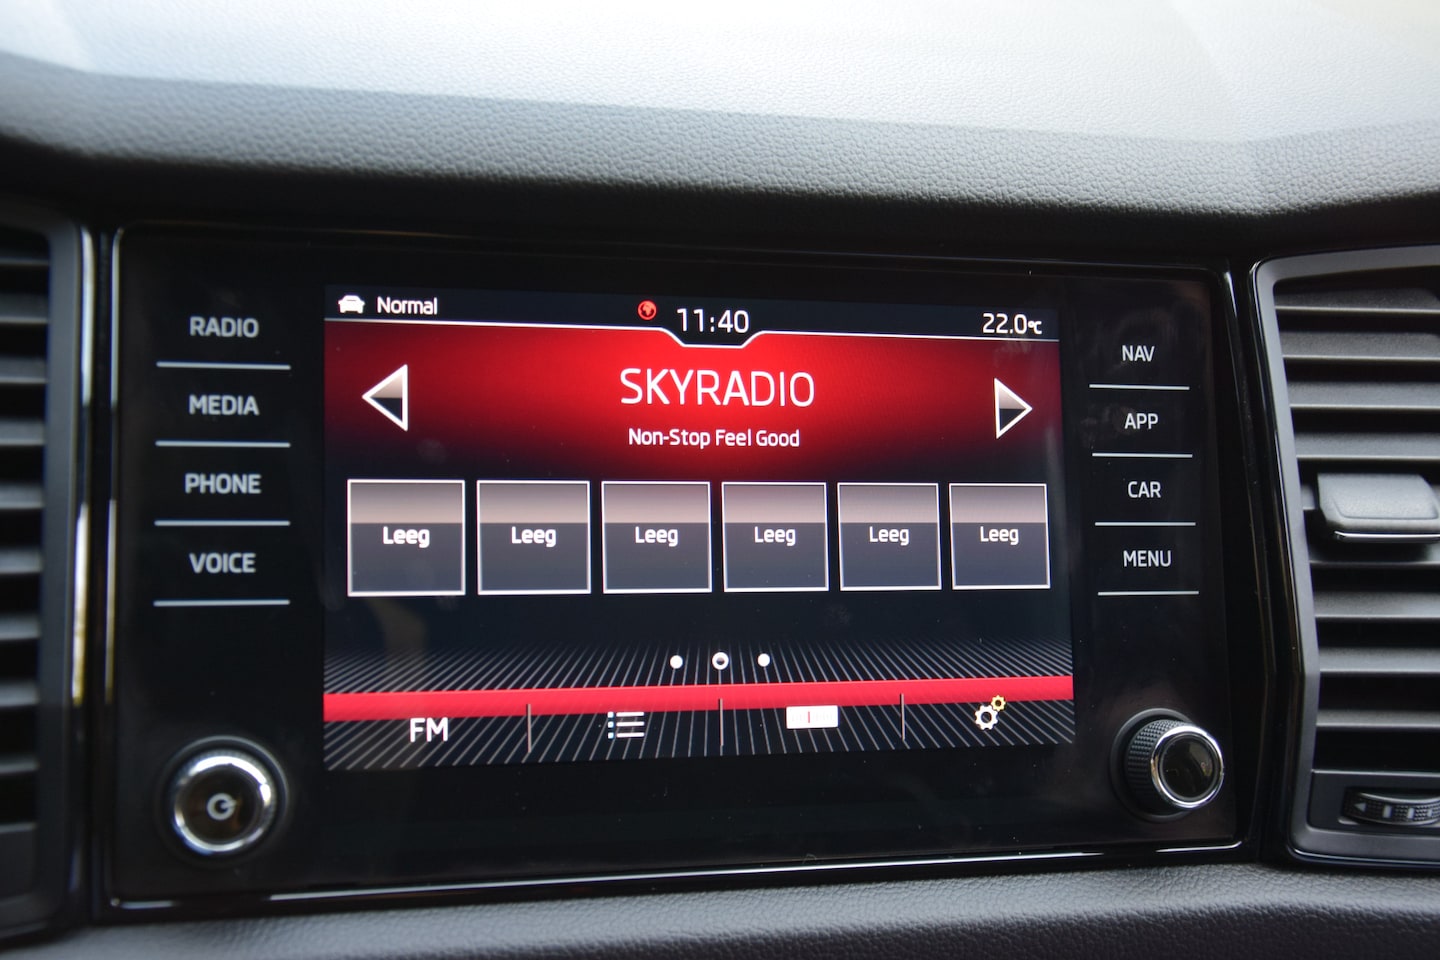 Normal
11:40
22.0°C
RADIO
MEDIA
PHONE
VOICE
SKYRADIO
Non-Stop Feel Good
Leeg Leeg Leeg Leeg Leeg Leeg
FM
NAV
APP
CAR
MENU